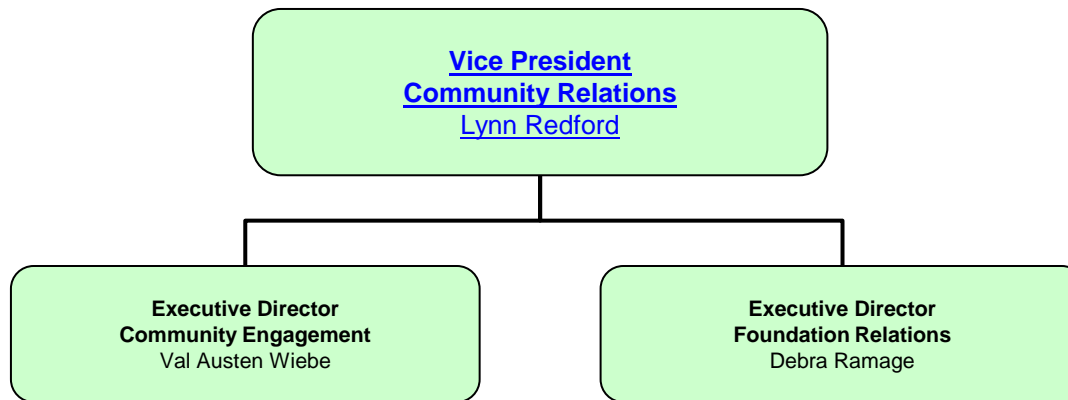 Vice President
Community Relations
Lynn Redford
Executive Director
Community Engagement
Val Austen Wiebe
Executive Director
Foundation Relations
Debra Ramage